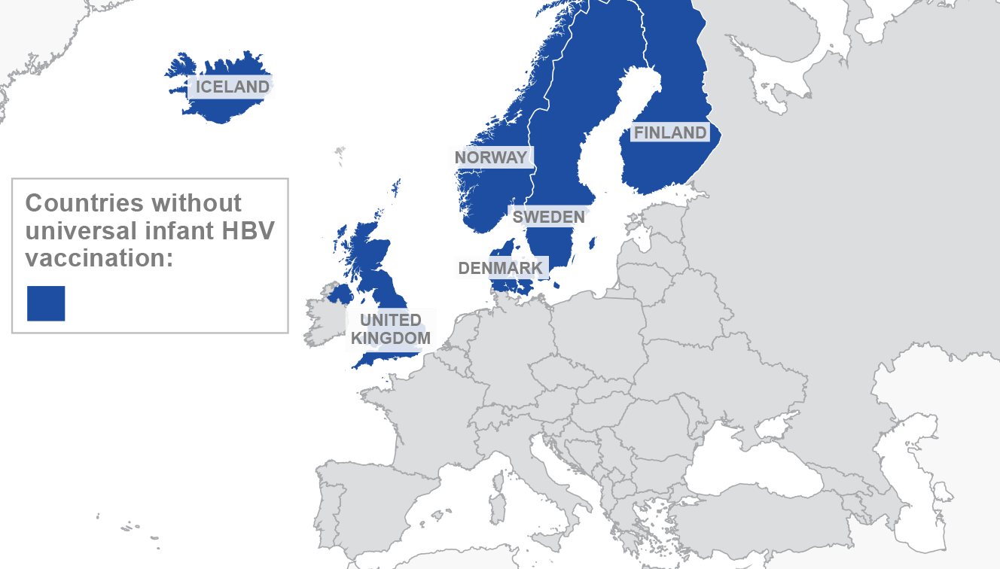 ICELAND
FINLAND
NORWAY
Countries without
universal infant HBV
vaccination:
SWEDEN
DENMARK
UNITED
KINGDOM